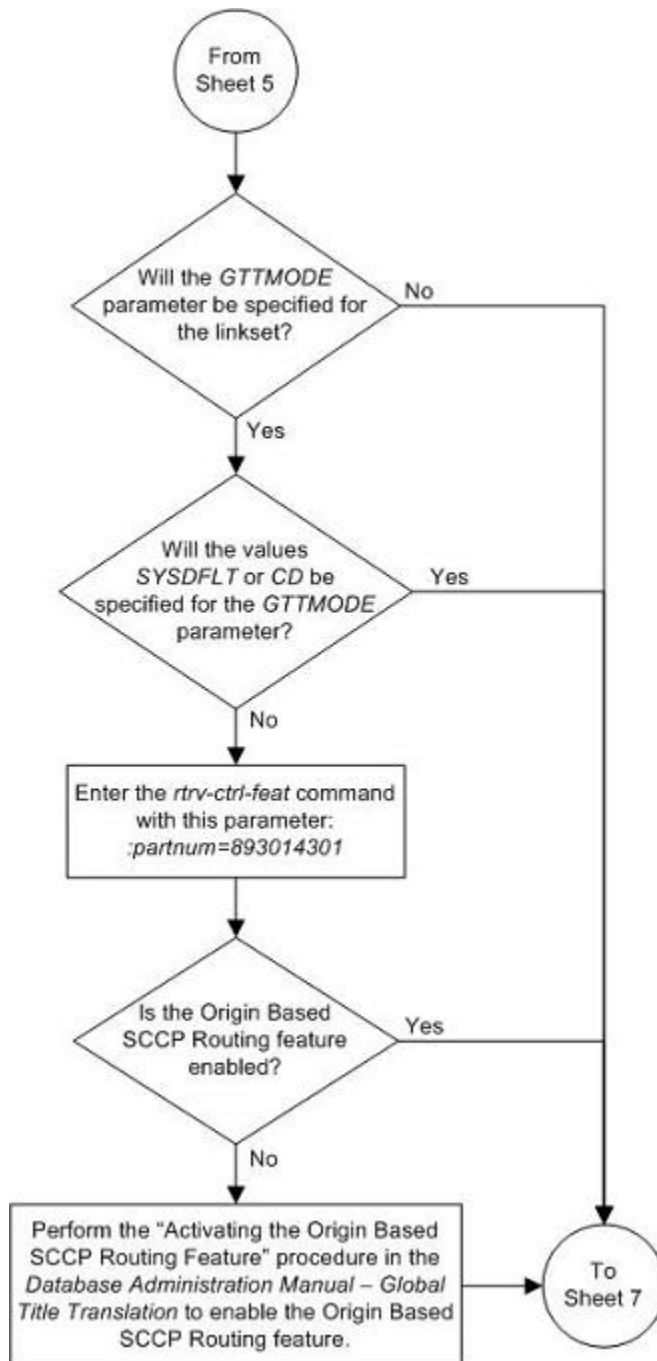 From
Sheet 5
Will the GTTMODE
parameter be specified for
the linkset?
No
Yes
Will the values
SYSDFLT or CD be
specified for the GTTMODE
parameter?
Yes
No
Enter the rtrv-ctrl-feat command
with this parameter:
:partnum=893014301
Is the Origin Based
SCCP Routing feature
enabled?
Yes
No
Perform the “Activating the Origin Based
SCCP Routing Feature” procedure in the
Database Administration Manual – Global
Title Translation to enable the Origin Based
SCCP Routing feature.
To
Sheet 7